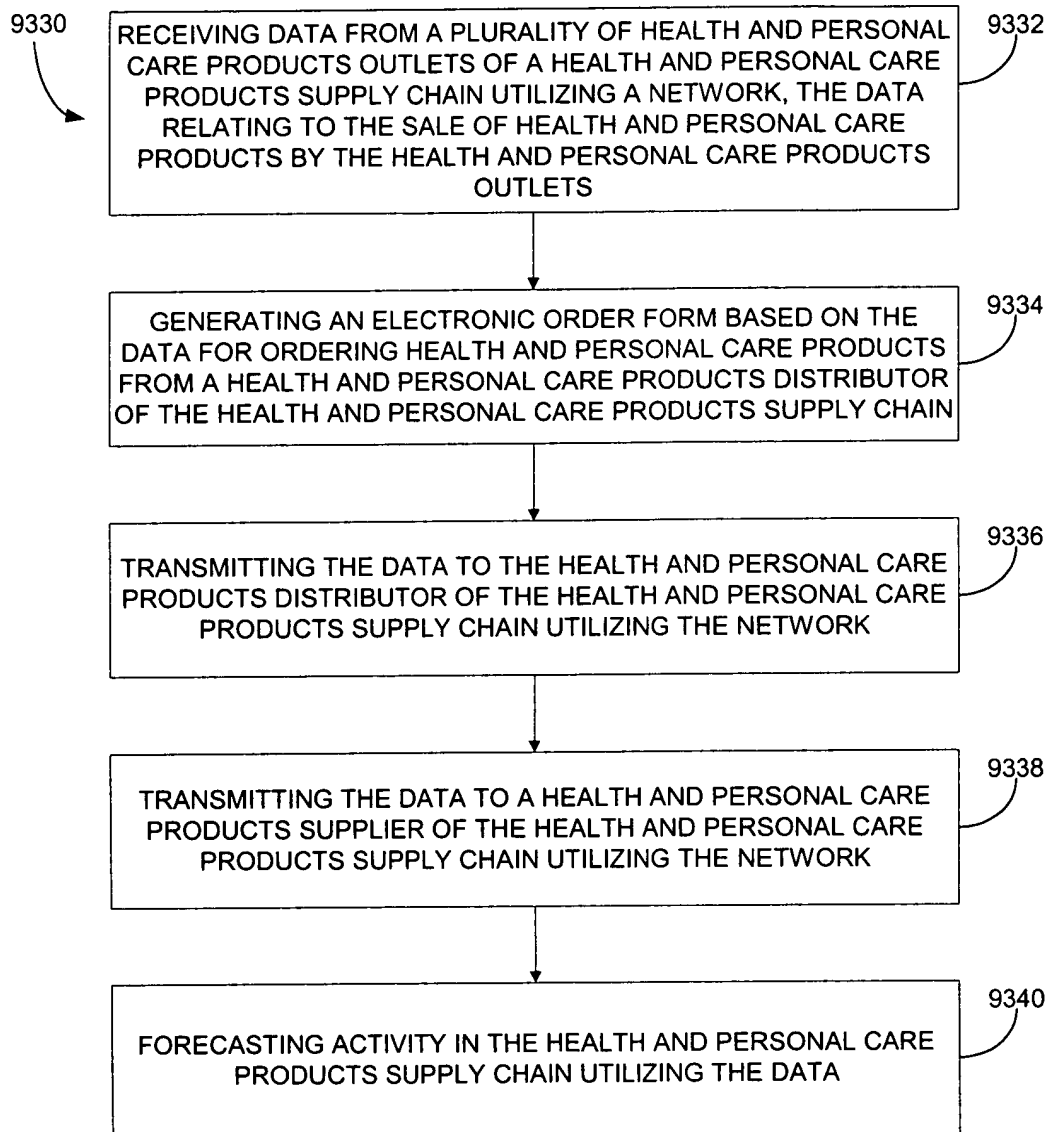 9330
RECEIVING DATA FROM A PLURALITY OF HEALTH AND PERSONAL
CARE PRODUCTS OUTLETS OF A HEALTH AND PERSONAL CARE
PRODUCTS SUPPLY CHAIN UTILIZING A NETWORK, THE DATA
RELATING TO THE SALE OF HEALTH AND PERSONAL CARE
PRODUCTS BY THE HEALTH AND PERSONAL CARE PRODUCTS
OUTLETS
9332
GENERATING AN ELECTRONIC ORDER FORM BASED ON THE
DATA FOR ORDERING HEALTH AND PERSONAL CARE PRODUCTS
FROM A HEALTH AND PERSONAL CARE PRODUCTS DISTRIBUTOR
OF THE HEALTH AND PERSONAL CARE PRODUCTS SUPPLY CHAIN
9334
TRANSMITTING THE DATA TO THE HEALTH AND PERSONAL CARE
PRODUCTS DISTRIBUTOR OF THE HEALTH AND PERSONAL CARE
PRODUCTS SUPPLY CHAIN UTILIZING THE NETWORK
9336
TRANSMITTING THE DATA TO A HEALTH AND PERSONAL CARE
PRODUCTS SUPPLIER OF THE HEALTH AND PERSONAL CARE
PRODUCTS SUPPLY CHAIN UTILIZING THE NETWORK
9338
FORECASTING ACTIVITY IN THE HEALTH AND PERSONAL CARE
PRODUCTS SUPPLY CHAIN UTILIZING THE DATA
9340